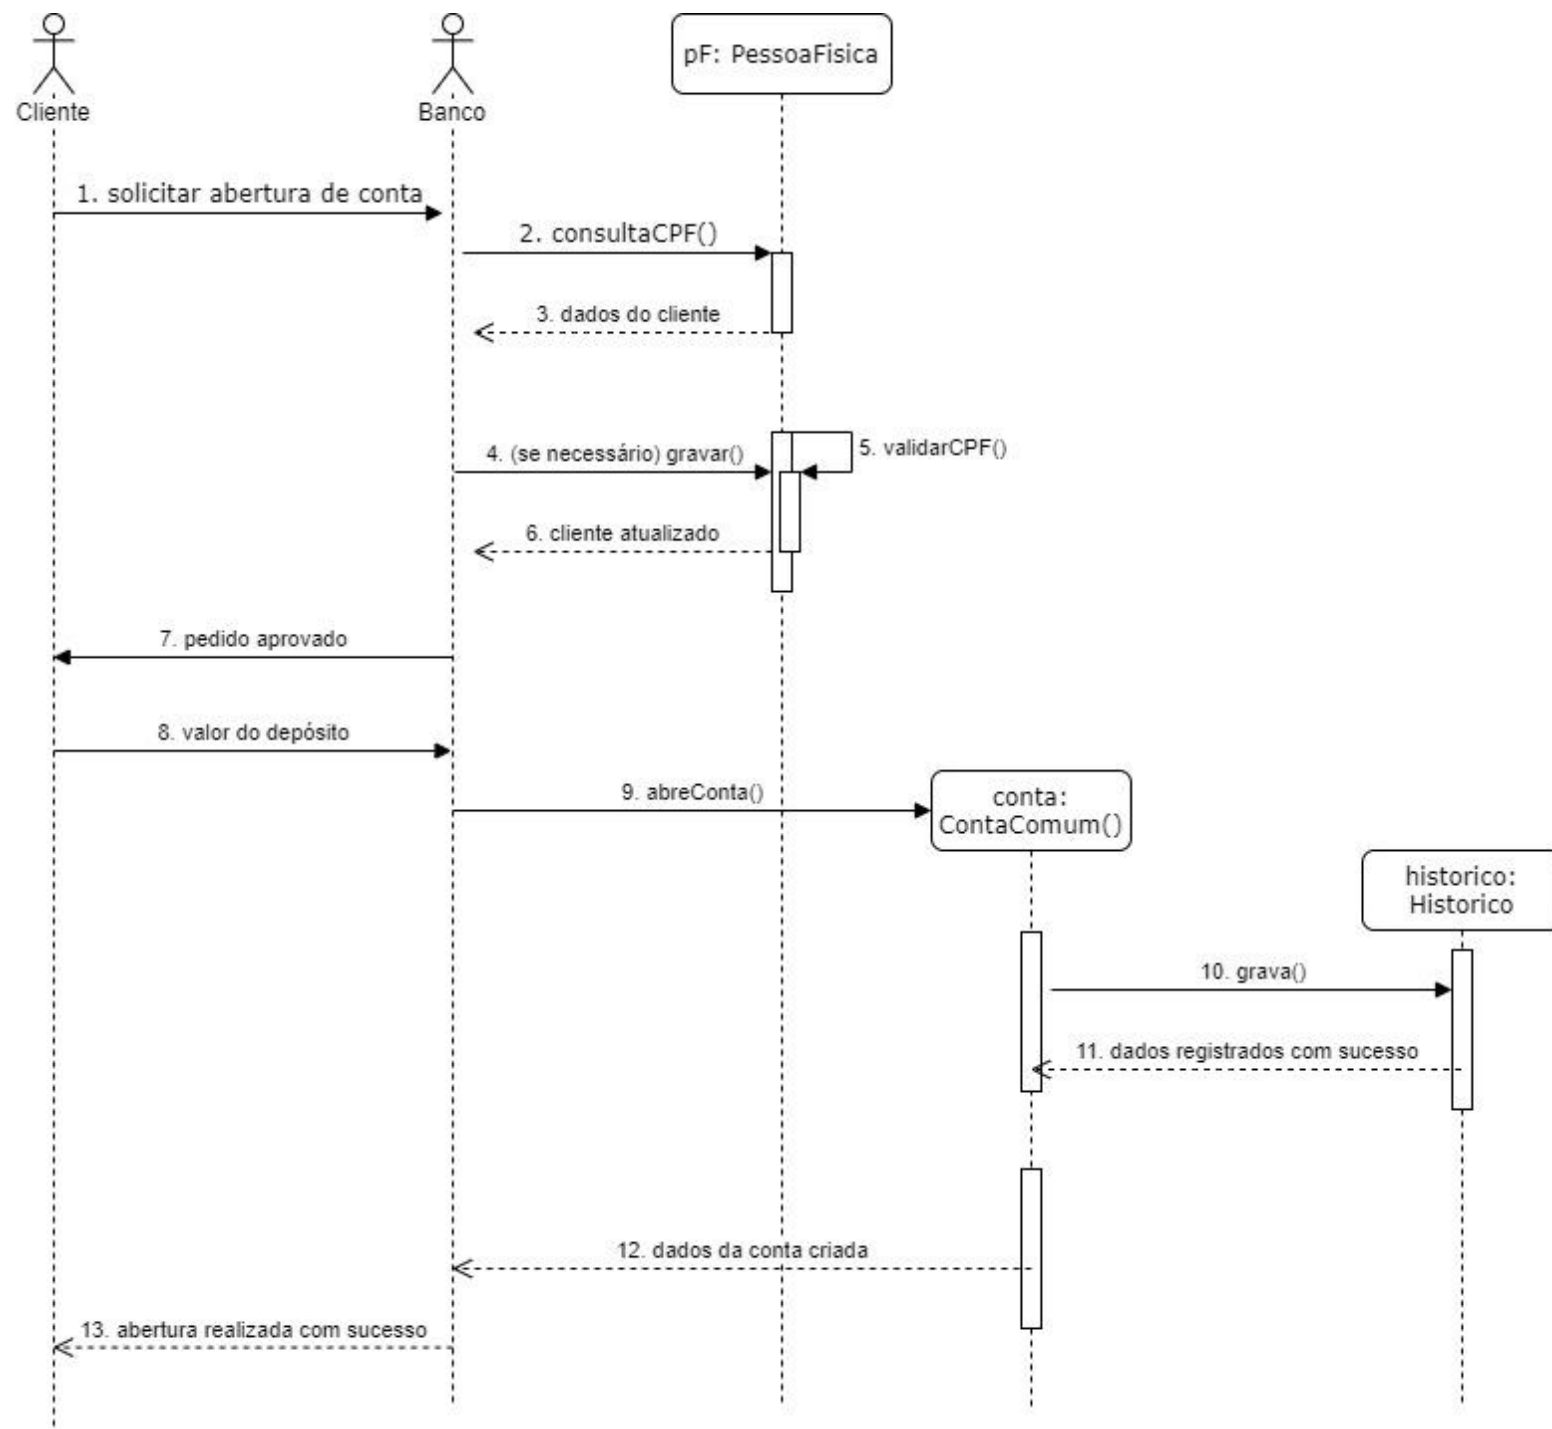 Cliente
Banco
pF: PessoaFisica
1. solicitar abertura de conta
2. consultaCPF()
3. dados do cliente
4. (se necessário) gravar()
5. validarCPF()
6. cliente atualizado
7. pedido aprovado
8. valor do depósito
9. abreConta()
conta:
ContaComum()
historico:
Historico
10. grava()
11. dados registrados com sucesso
12. dados da conta criada
13. abertura realizada com sucesso